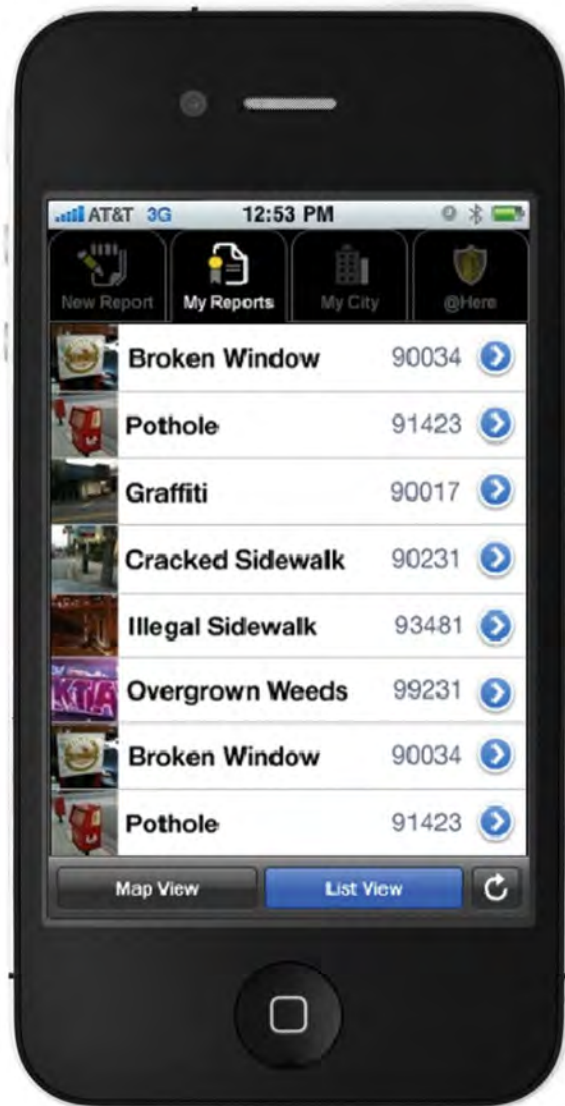 AT&T 3G 12:53 PM
New Report My Reports My City @Here
Broken Window 90034
Pothole 91423
Graffiti 90017
Cracked Sidewalk 90231
Illegal Sidewalk 93481
KTA Overgrown Weeds 99231
Broken Window 90034
Pothole 91423
Map View List View